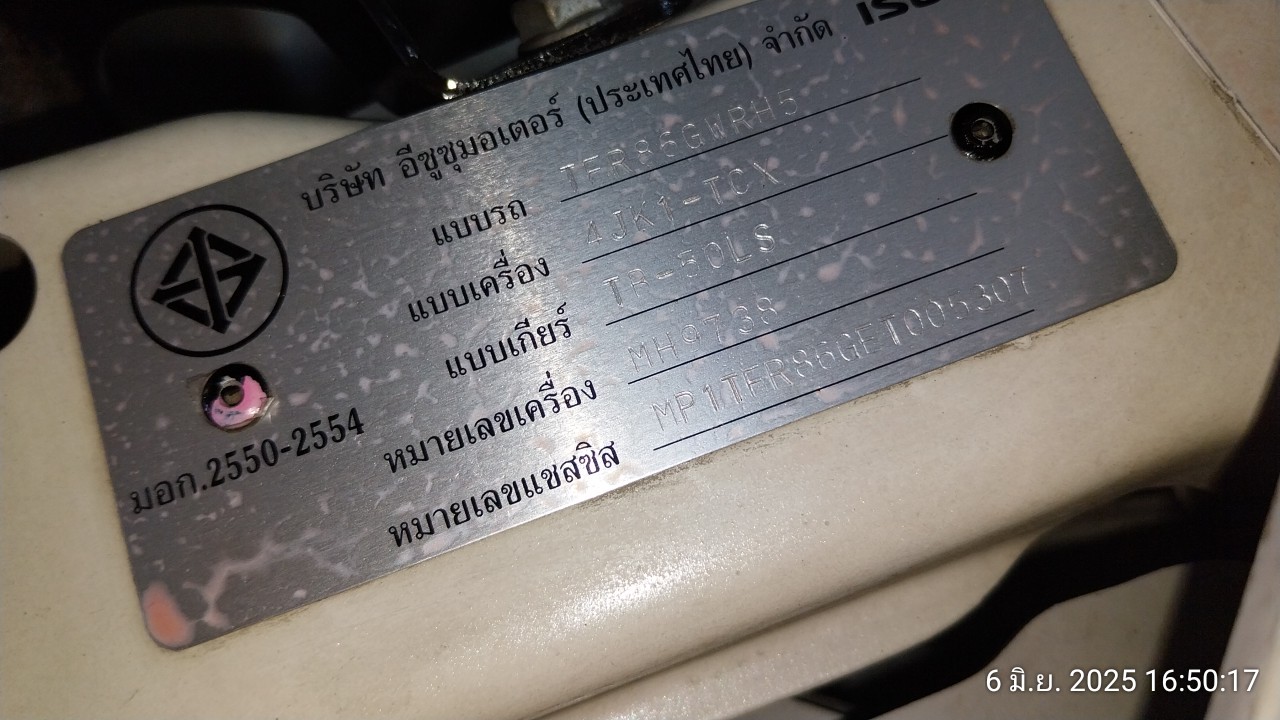 บริษัท อีซูซุมอเตอร์ (ประเทศไทย) จำกัด
แบบรถ TFR86GWRH5
แบบเครื่อง 4JK1-TCX
แบบเกียร์ TR-50LS
หมายเลขเครื่อง MH9738
หมายเลขแชสซิส MP1TFR86GET005307
มอก.2550-2554
6 มิ.ย. 2025 16:50:17